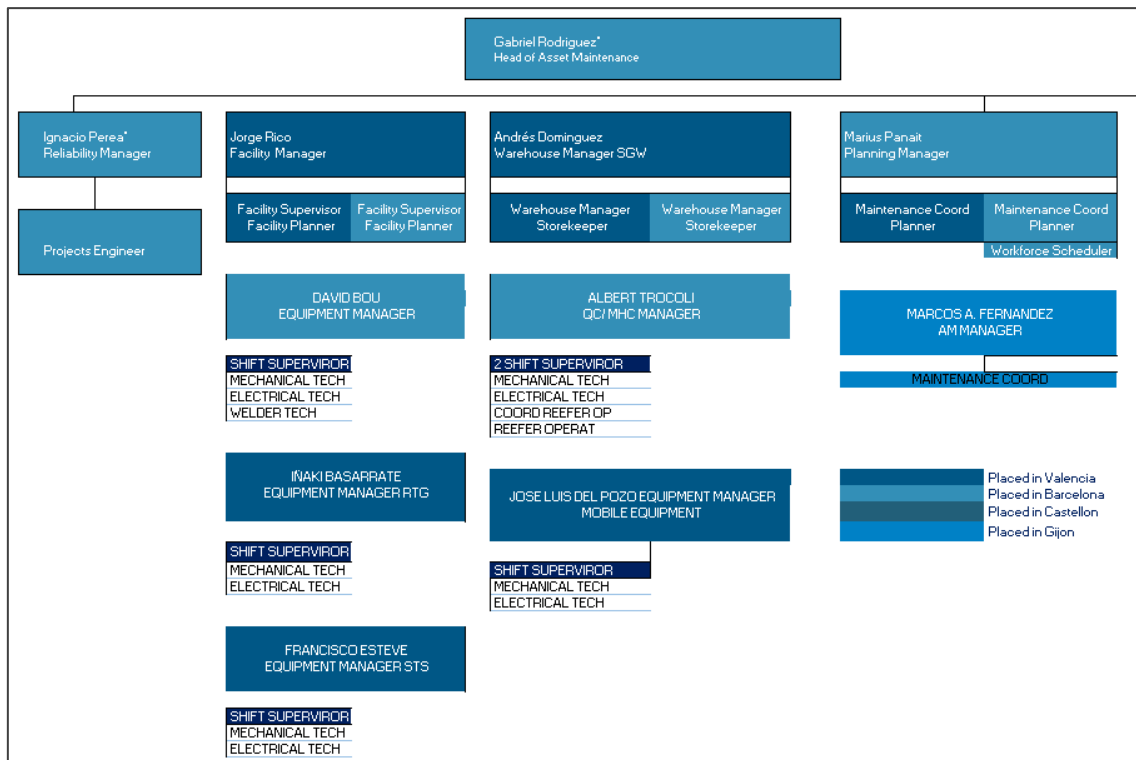 Gabriel Rodriguez*
Head of Asset Maintenance
Ignacio Perea*
Reliability Manager
Projects Engineer
Jorge Rico
Facility Manager
Facility Supervisor
Facility Planner
Facility Supervisor
Facility Planner
Andrés Dominguez
Warehouse Manager SGW
Warehouse Manager
Storekeeper
Warehouse Manager
Storekeeper
Marius Panait
Planning Manager
Maintenance Coord
Planner
Maintenance Coord
Planner
Workforce Scheduler
DAVID BOU
EQUIPMENT MANAGER
SHIFT SUPERVIROR
MECHANICAL TECH
ELECTRICAL TECH
WELDER TECH
ALBERT TROCOLI
QC/ MHC MANAGER
2 SHIFT SUPERVIROR
MECHANICAL TECH
ELECTRICAL TECH
COORD REEFER OP
REEFER OPERAT
MARCOS A. FERNANDEZ
AM MANAGER
MAINTENANCE COORD
IÑAKI BASARRATE
EQUIPMENT MANAGER RTG
SHIFT SUPERVIROR
MECHANICAL TECH
ELECTRICAL TECH
JOSE LUIS DEL POZO EQUIPMENT MANAGER
MOBILE EQUIPMENT
SHIFT SUPERVIROR
MECHANICAL TECH
ELECTRICAL TECH
Placed in Valencia
Placed in Barcelona
Placed in Castellon
Placed in Gijon
FRANCISCO ESTEVE
EQUIPMENT MANAGER STS
SHIFT SUPERVIROR
MECHANICAL TECH
ELECTRICAL TECH